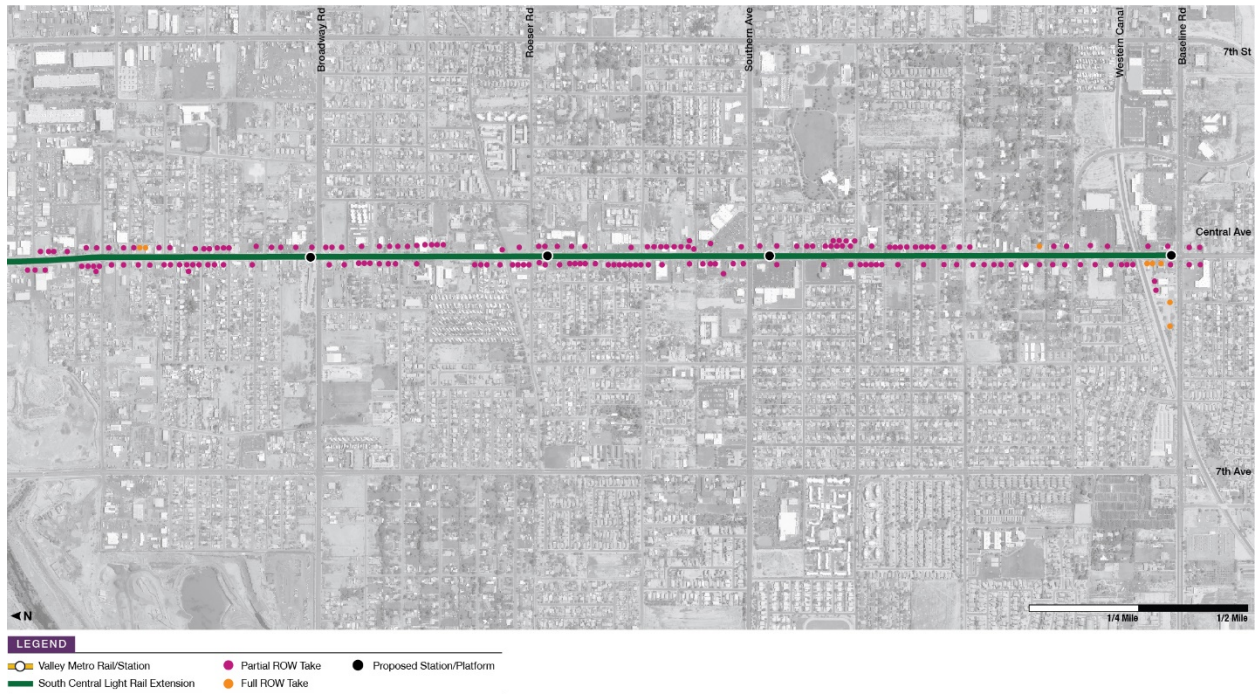 Broadway Rd
Roeser Rd
Southern Ave
Western Canal
Baseline Rd
7th St
Central Ave
7th Ave
N
1/4 Mile
1/2 Mile
LEGEND
Valley Metro Rail/Station
Partial ROW Take
Proposed Station/Platform
South Central Light Rail Extension
Full ROW Take